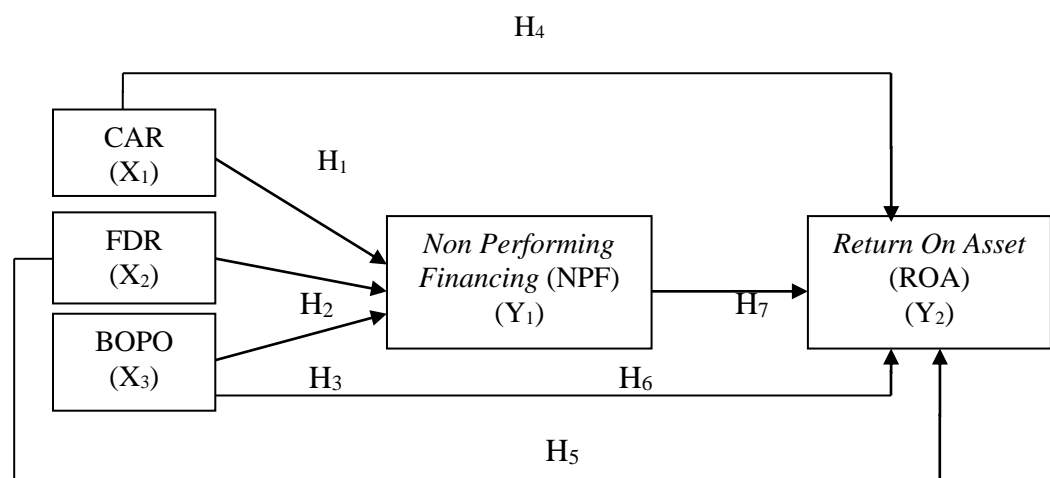 H₄
CAR
(X₁)
H₁
FDR
(X₂)
Non Performing
Financing (NPF)
(Y₁)
Return On Asset
(ROA)
(Y₂)
H₂
H₇
BOPO
(X₃)
H₃
H₆
H₅